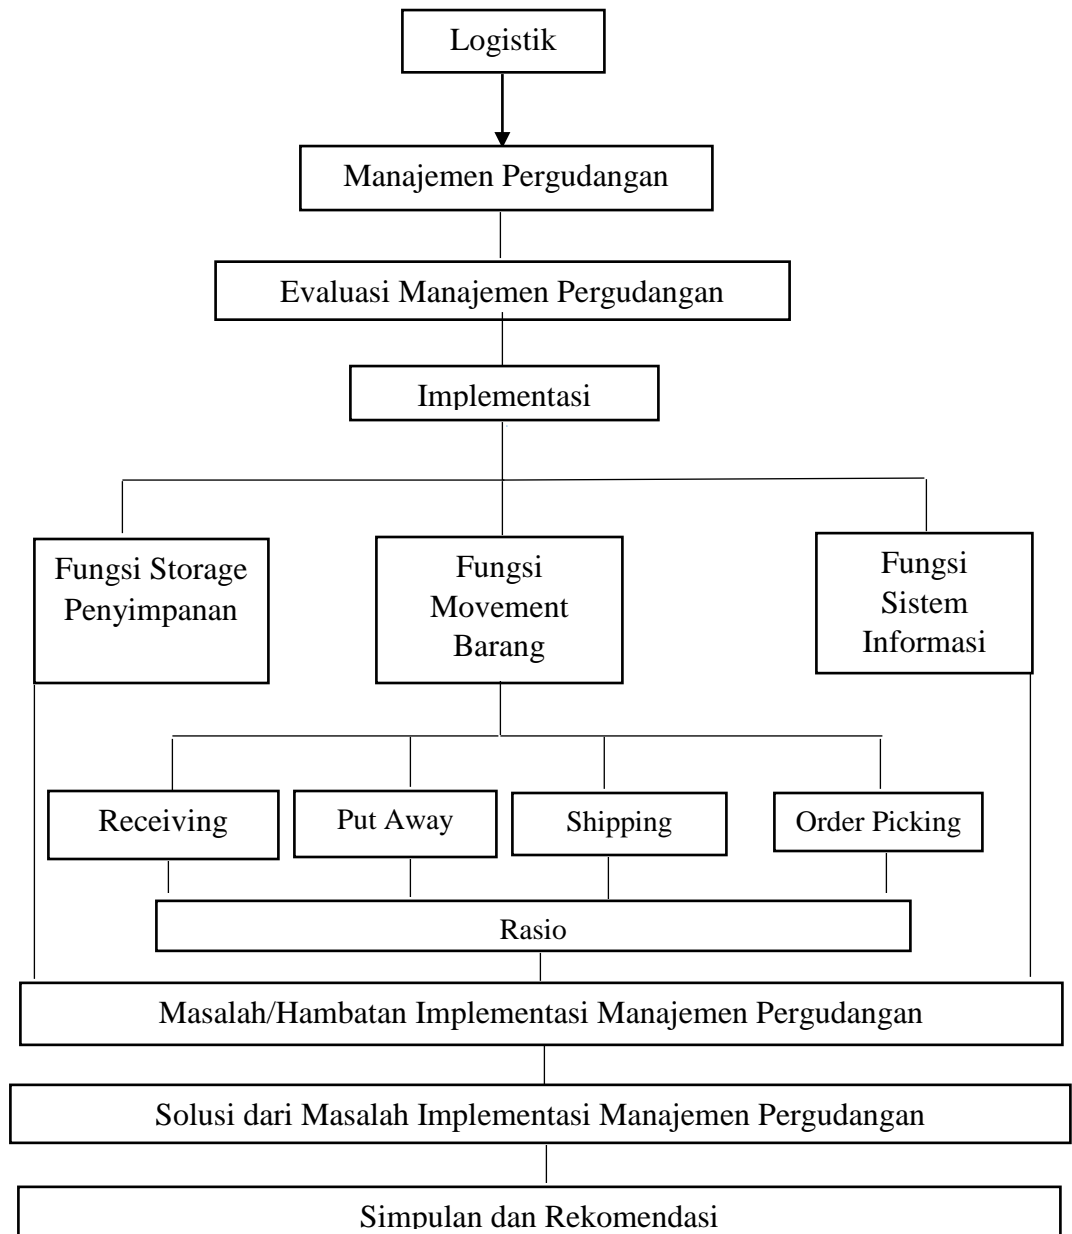 Logistik
Manajemen Pergudangan
Evaluasi Manajemen Pergudangan
Implementasi
Fungsi Storage
Penyimpanan
Fungsi
Movement
Barang
Fungsi
Sistem
Informasi
Receiving
Put Away
Shipping
Order Picking
Rasio
Masalah/Hambatan Implementasi Manajemen Pergudangan
Solusi dari Masalah Implementasi Manajemen Pergudangan
Simpulan dan Rekomendasi